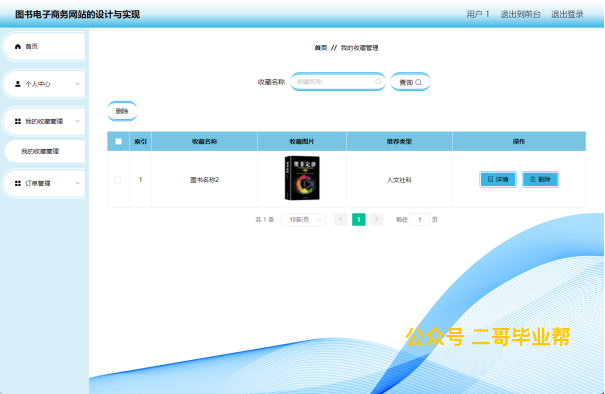 图书电子商务网站的设计与实现
用户 1 退出到前台 退出登录
首页
个人中心
我的收藏管理
我的收藏管理
订单管理
首页 // 我的收藏管理
收藏名称 收藏名称 查询
删除
索引 收藏名称 收藏图片 推荐类型 操作
1 图书名称2 墨菲定律 人文社科 详情 删除
共 1 条 10条/页 1 前往 1 页
公众号 二哥毕业帮